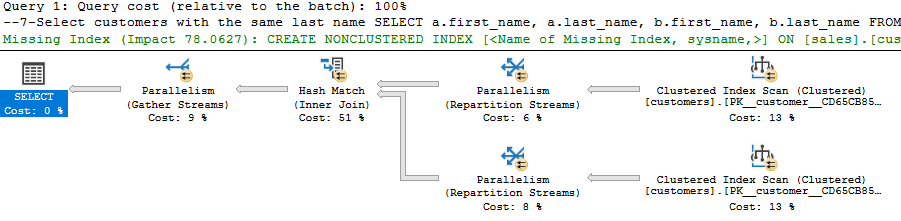 Query 1: Query cost (relative to the batch): 100%
--7-Select customers with the same last name SELECT a.first_name, a.last_name, b.first_name, b.last_name FROM
Missing Index (Impact 78.0627): CREATE NONCLUSTERED INDEX [<Name of Missing Index, sysname,>] ON [sales].[cus
SELECT
Cost: 0 %
Parallelism
(Gather Streams)
Cost: 9 %
Hash Match
(Inner Join)
Cost: 51 %
Parallelism
(Repartition Streams)
Cost: 6 %
Clustered Index Scan (Clustered)
[customers].[PK__customer__CD65CB85…
Cost: 13 %
Parallelism
(Repartition Streams)
Cost: 8 %
Clustered Index Scan (Clustered)
[customers].[PK__customer__CD65CB85…
Cost: 13 %